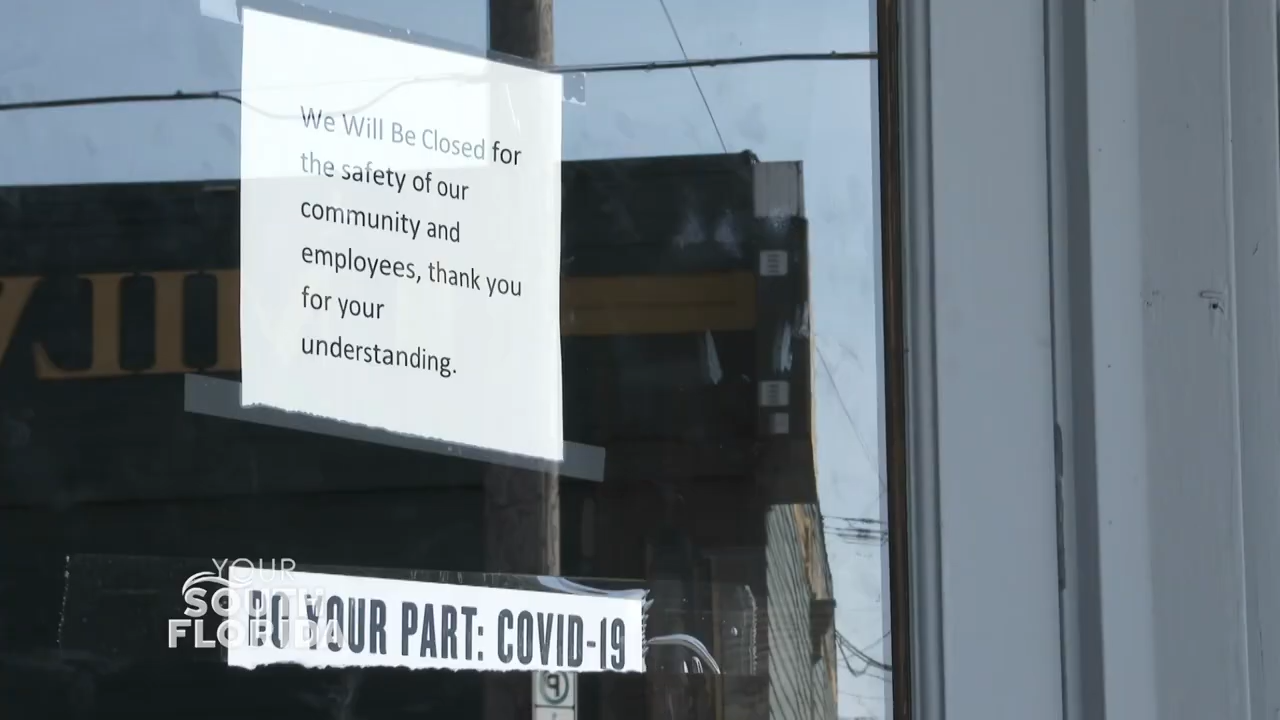 We Will Be Closed for
the safety of our
community and
employees, thank you
for your
understanding.
YOUR
SOUTH
FLORIDA
DO YOUR PART: COVID-19